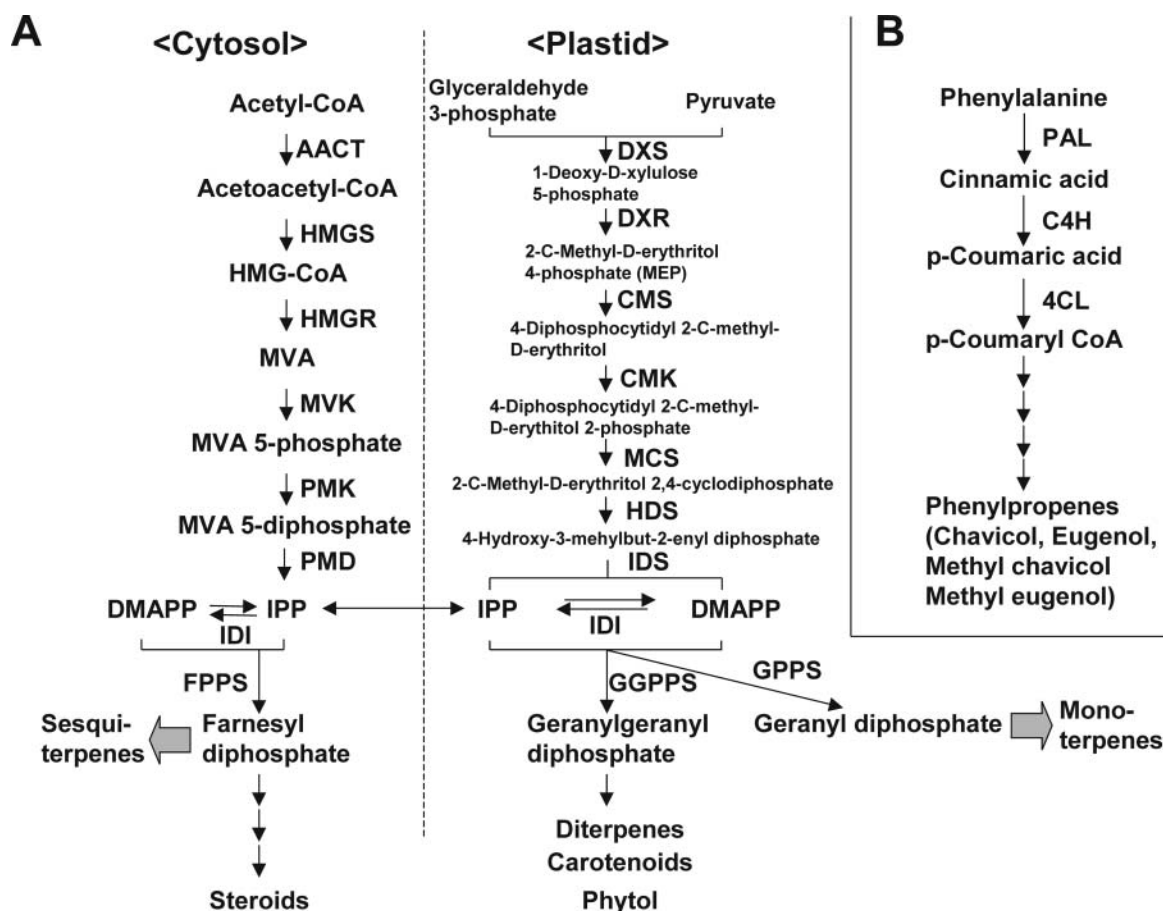 A
<Cytosol>
Acetyl-CoA
AACT
Acetoacetyl-CoA
HMGS
HMG-CoA
HMGR
MVA
MVK
MVA 5-phosphate
PMK
MVA 5-diphosphate
PMD
DMAPP
IPP
IDI
FPPS
Sesqui-
terpenes
Farnesyl
diphosphate
Steroids
<Plastid>
Glyceraldehyde
3-phosphate
Pyruvate
DXS
1-Deoxy-D-xylulose
5-phosphate
DXR
2-C-Methyl-D-erythritol
4-phosphate (MEP)
CMS
4-Diphosphocytidyl 2-C-methyl-
D-erythritol
CMK
4-Diphosphocytidyl 2-C-methyl-
D-erythitol 2-phosphate
MCS
2-C-Methyl-D-erythritol 2,4-cyclodiphosphate
HDS
4-Hydroxy-3-mehylbut-2-enyl diphosphate
IDS
IPP
DMAPP
IDI
GGPPS
GPPS
Geranylgeranyl
diphosphate
Geranyl diphosphate
Mono-
terpenes
Diterpenes
Carotenoids
Phytol
B
Phenylalanine
PAL
Cinnamic acid
C4H
p-Coumaric acid
4CL
p-Coumaryl CoA
Phenylpropenes
(Chavicol, Eugenol,
Methyl chavicol
Methyl eugenol)